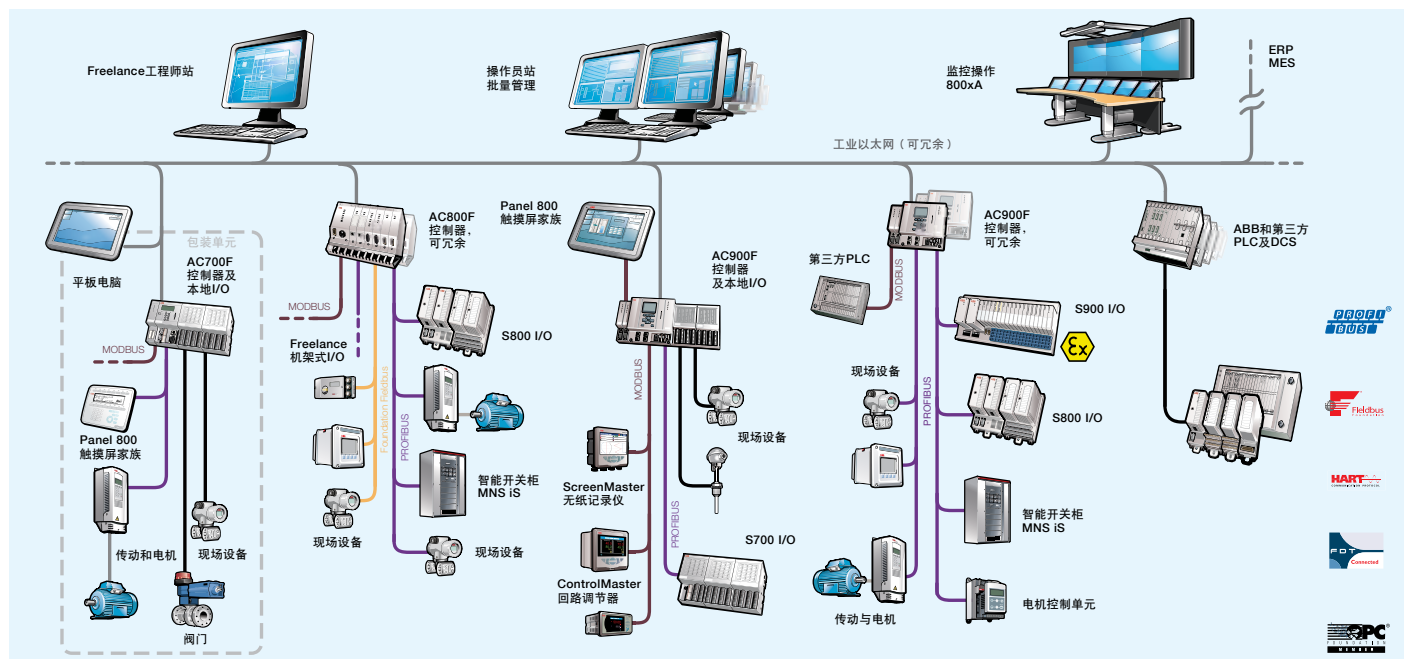 Freelance工程师站
操作员站
批量管理
监控操作
800xA
ERP
MES
工业以太网（可冗余）
包装单元
AC700F
控制器及
本地I/O
平板电脑
MODBUS
Panel 800
触摸屏家族
传动和电机
现场设备
阀门
AC800F
控制器，
可冗余
MODBUS
Freelance
机架式I/O
Foundation Fieldbus
PROFIBUS
S800 I/O
智能开关柜
MNS iS
现场设备
现场设备
Panel 800
触摸屏家族
AC900F
控制器
及本地I/O
MODBUS
现场设备
ScreenMaster
无纸记录仪
PROFIBUS
S700 I/O
ControlMaster
回路调节器
AC900F
控制器，
可冗余
第三方PLC
MODBUS
S900 I/O
Ex
现场设备
PROFIBUS
S800 I/O
智能开关柜
MNS iS
传动与电机
电机控制单元
ABB和第三方
PLC及DCS
PROFI
BUS
®
Fieldbus
FOUNDATION
HART
COMMUNICATION PROTOCOL
FDT
Connected
OPC
®
FOUNDATION
MEMBER